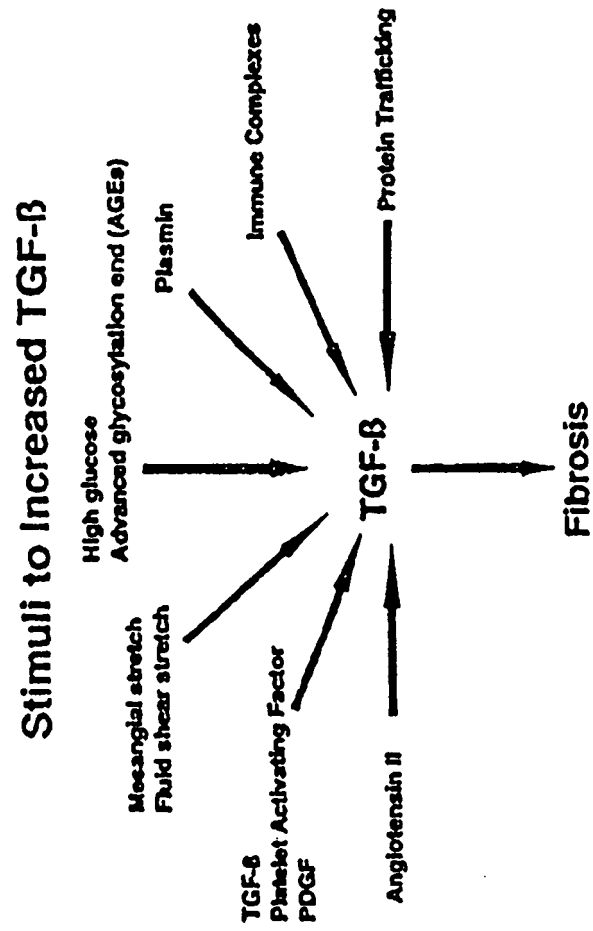 Stimuli to Increased TGF-β
High glucose
Advanced glycosylation end (AGEs)
Mesangial stretch
Fluid shear stretch
Plasmin
TGF-β
Platelet Activating Factor
PDGF
Immune Complexes
Angiotensin II
TGF-β
Protein Trafficking
Fibrosis